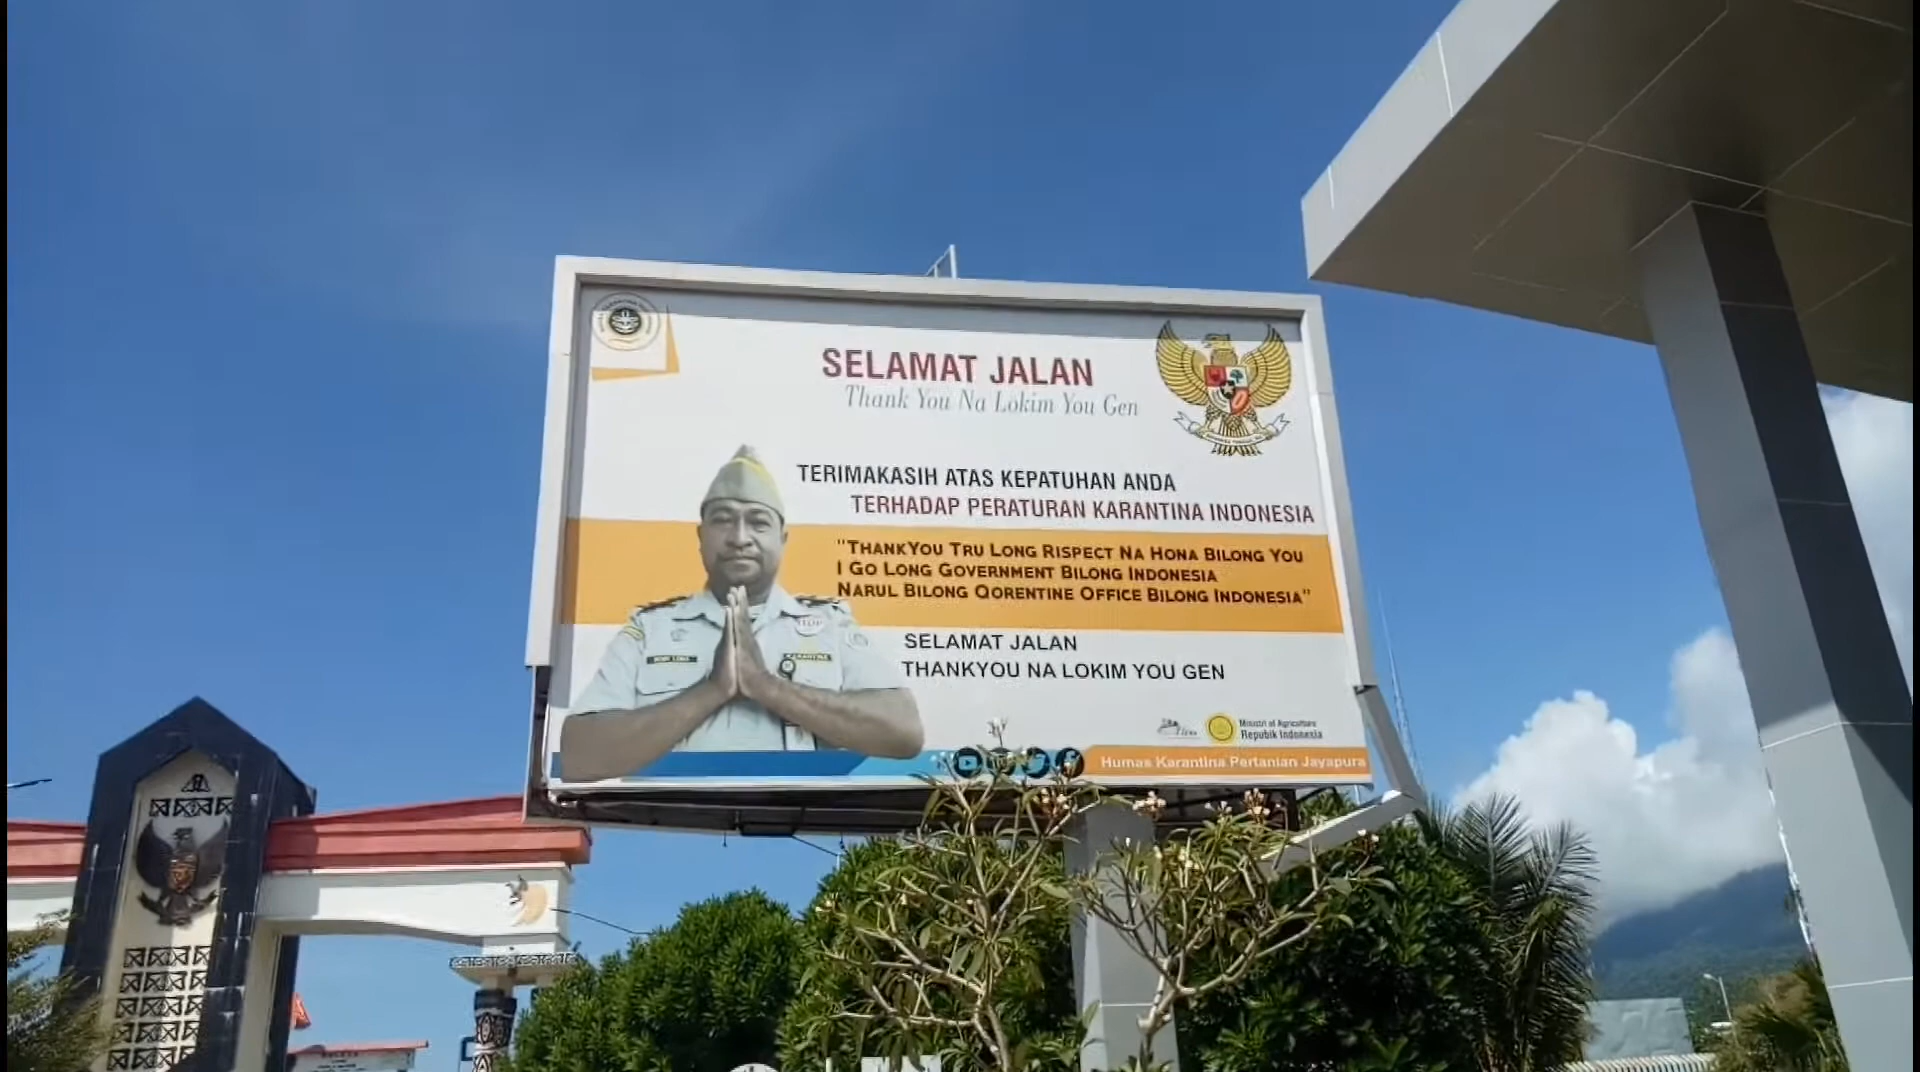 SELAMAT JALAN
Thank You Na Lokim You Gen
TERIMAKASIH ATAS KEPATUHAN ANDA
TERHADAP PERATURAN KARANTINA INDONESIA
"THANKYOU TRU LONG RISPECT NA HONA BILONG YOU
I GO LONG GOVERNMENT BILONG INDONESIA
NARUL BILONG QORENTINE OFFICE BILONG INDONESIA"
SELAMAT JALAN
THANKYOU NA LOKIM YOU GEN
KARANTINA
Ministri of Agriculture
Republik Indonesia
Humas Karantina Pertanian Jayapura